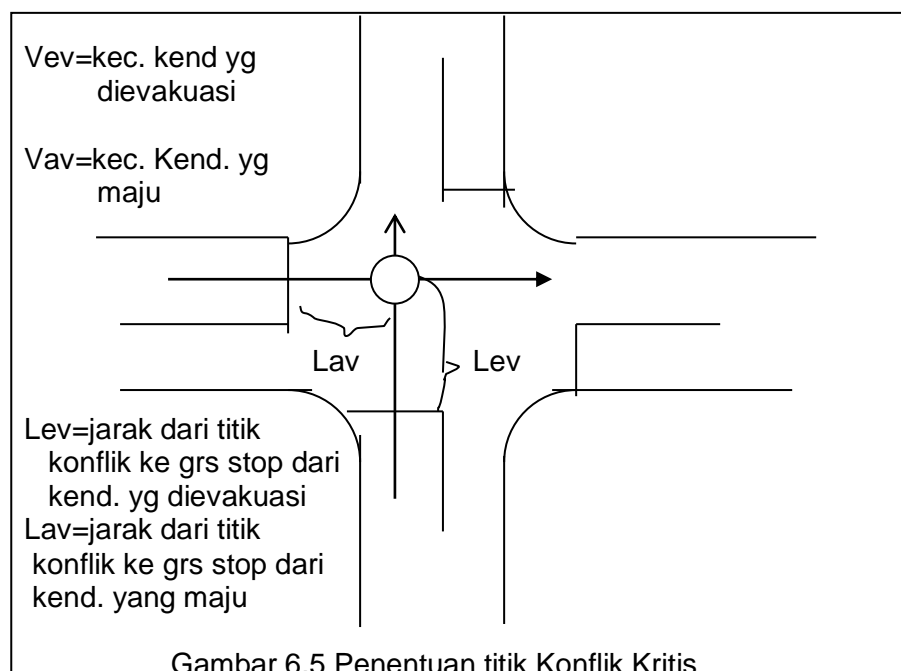 Vev=kec. kend yg
dievakuasi
Vav=kec. Kend. yg
maju
Lav
Lev
Lev=jarak dari titik
konflik ke grs stop dari
kend. yg dievakuasi
Lav=jarak dari titik
konflik ke grs stop dari
kend. yang maju
Gambar 6.5 Penentuan titik Konflik Kritis